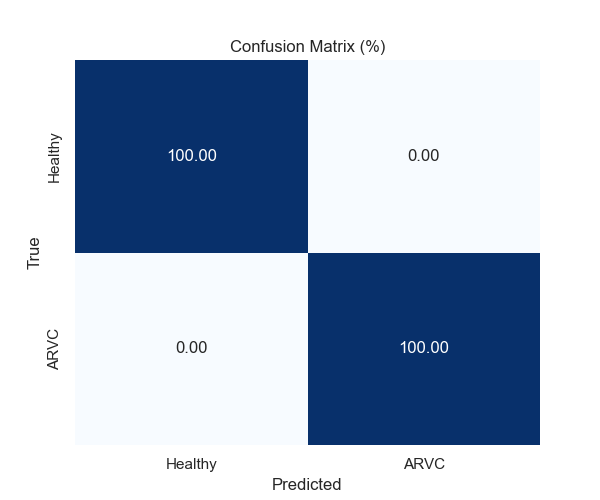 Confusion Matrix (%)
Healthy
100.00
0.00
True
ARVC
0.00
100.00
Healthy
ARVC
Predicted